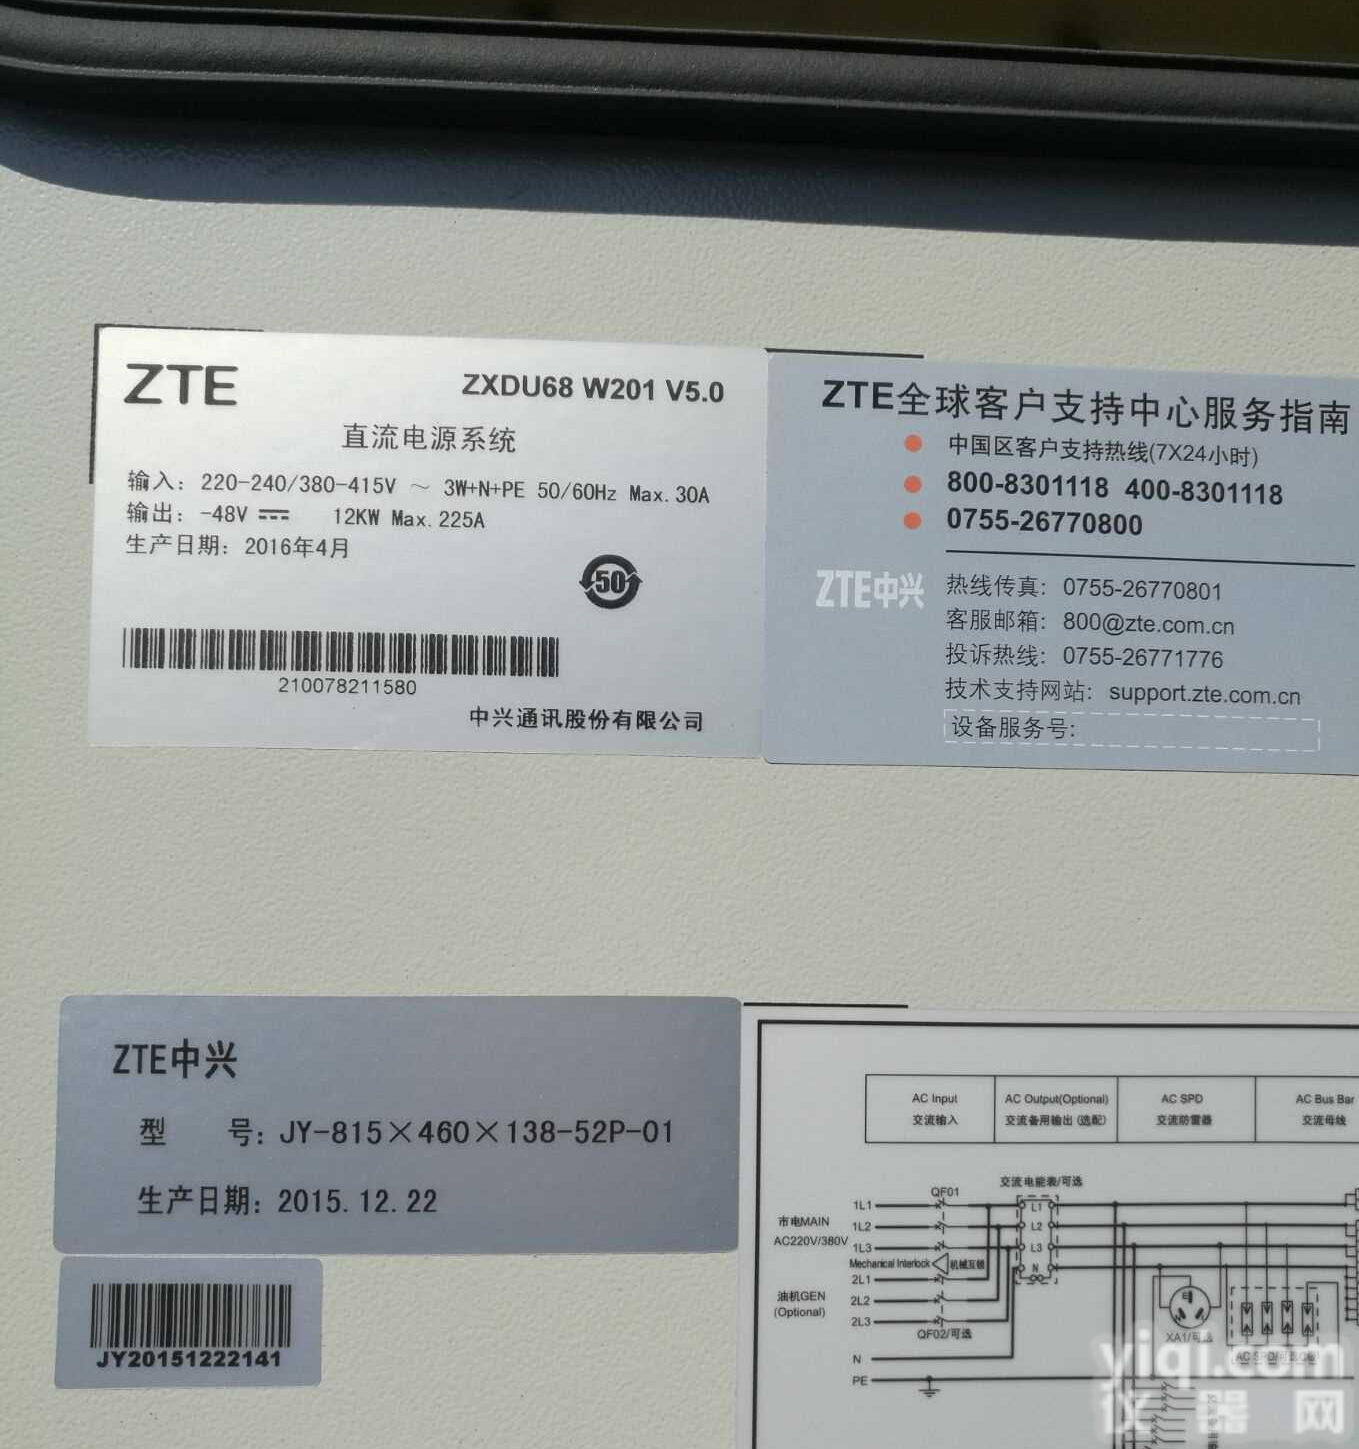 ZTE
ZXDU68 W201 V5.0
直流电源系统
输入: 220-240/380-415V ~ 3W+N+PE 50/60Hz Max.30A
输出: -48V ⎓ 12KW Max.225A
生产日期: 2016年4月
50
210078211580
中兴通讯股份有限公司
ZTE全球客户支持中心服务指南
中国区客户支持热线(7X24小时)
800-8301118 400-8301118
0755-26770800
ZTE中兴
热线传真: 0755-26770801
客服邮箱: 800@zte.com.cn
投诉热线: 0755-26771776
技术支持网站: support.zte.com.cn
设备服务号:
ZTE中兴
型 号: JY-815×460×138-52P-01
生产日期: 2015.12.22
JY20151222141
AC Input
交流输入
AC Output(Optional)
交流备用输出(选配)
AC SPD
交流防雷器
AC Bus Bar
交流母线
交流电能表/可选
QF01
市电MAIN
AC220V/380V
1L1
1L2
1L3
L1
L2
L3
N
Mechanical Interlock
机械互锁
油机GEN
(Optional)
2L1
2L2
2L3
QF02/可选
N
PE
XA1/可选
yiqi.com
仪器网